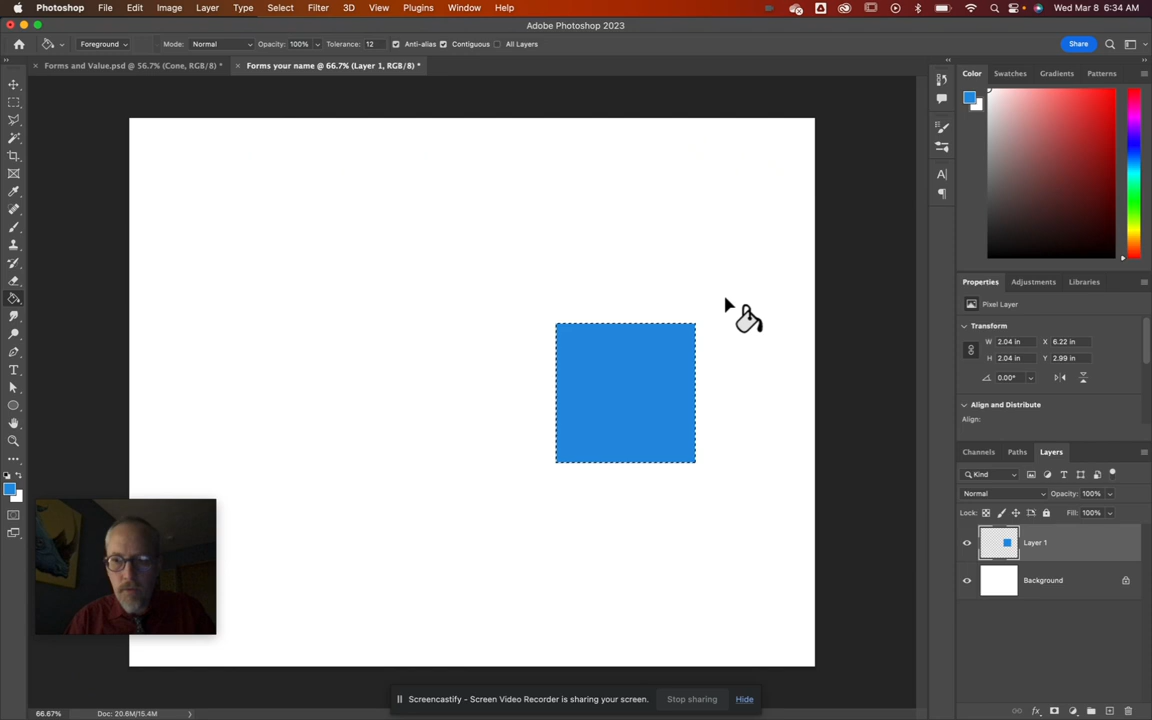 Photoshop File Edit Image Layer Type Select Filter 3D View Plugins Window Help Wed Mar 8 6:34 AM
Adobe Photoshop 2023
Foreground Mode: Normal Opacity: 100% Tolerance: 12 Anti-alias Contiguous All Layers Share
Forms and Value.psd @ 56.7% (Cone, RGB/8) * Forms your name @ 66.7% (Layer 1, RGB/8) *
Color Swatches Gradients Patterns
Properties Adjustments Libraries
Pixel Layer
Transform
W 2.04 in X 6.22 in
H 2.04 in Y 2.99 in
0.00°
Align and Distribute
Align:
Channels Paths Layers
Kind
Normal Opacity: 100%
Lock: Fill: 100%
Layer 1
Background
Screencastify - Screen Video Recorder is sharing your screen. Stop sharing Hide
66.67% Doc: 20.6M/15.4M